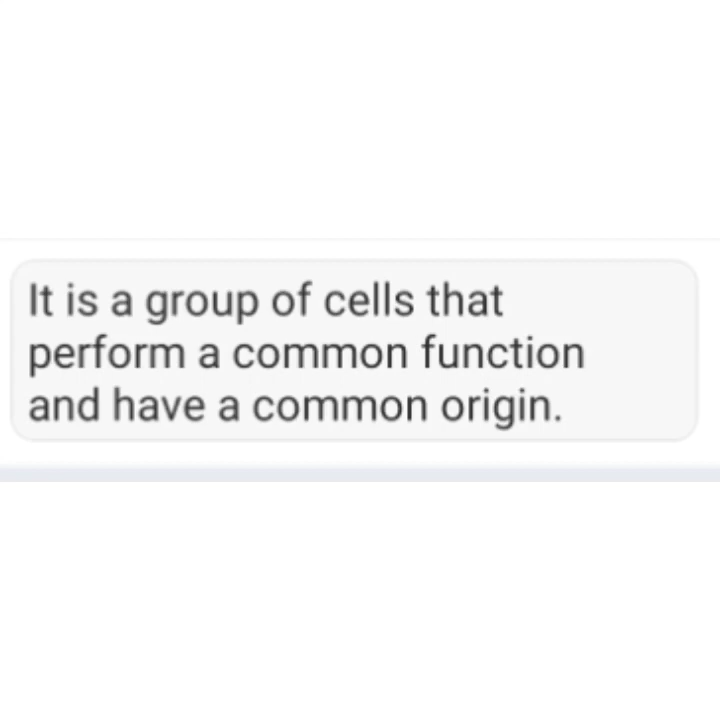 It is a group of cells that
perform a common function
and have a common origin.